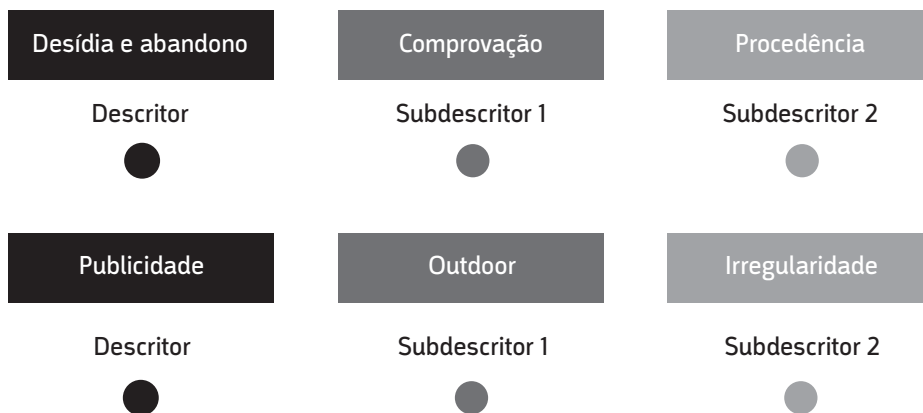 Desídia e abandono
Comprovação
Procedência
Descritor
Subdescritor 1
Subdescritor 2
Publicidade
Outdoor
Irregularidade
Descritor
Subdescritor 1
Subdescritor 2